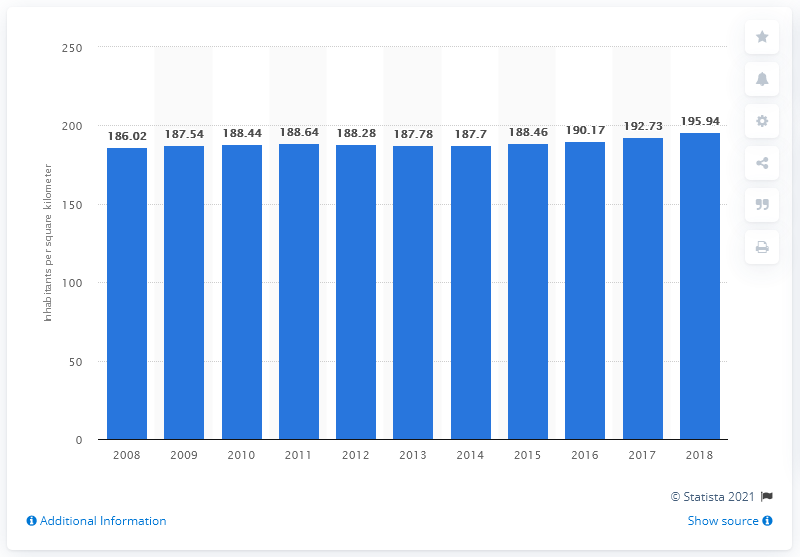 250
200
150
100
50
0
Inhabitants per square kilometer
186.02 187.54 188.44 188.64 188.28 187.78 187.7 188.46 190.17 192.73 195.94
2008 2009 2010 2011 2012 2013 2014 2015 2016 2017 2018
© Statista 2021
Additional Information
Show source